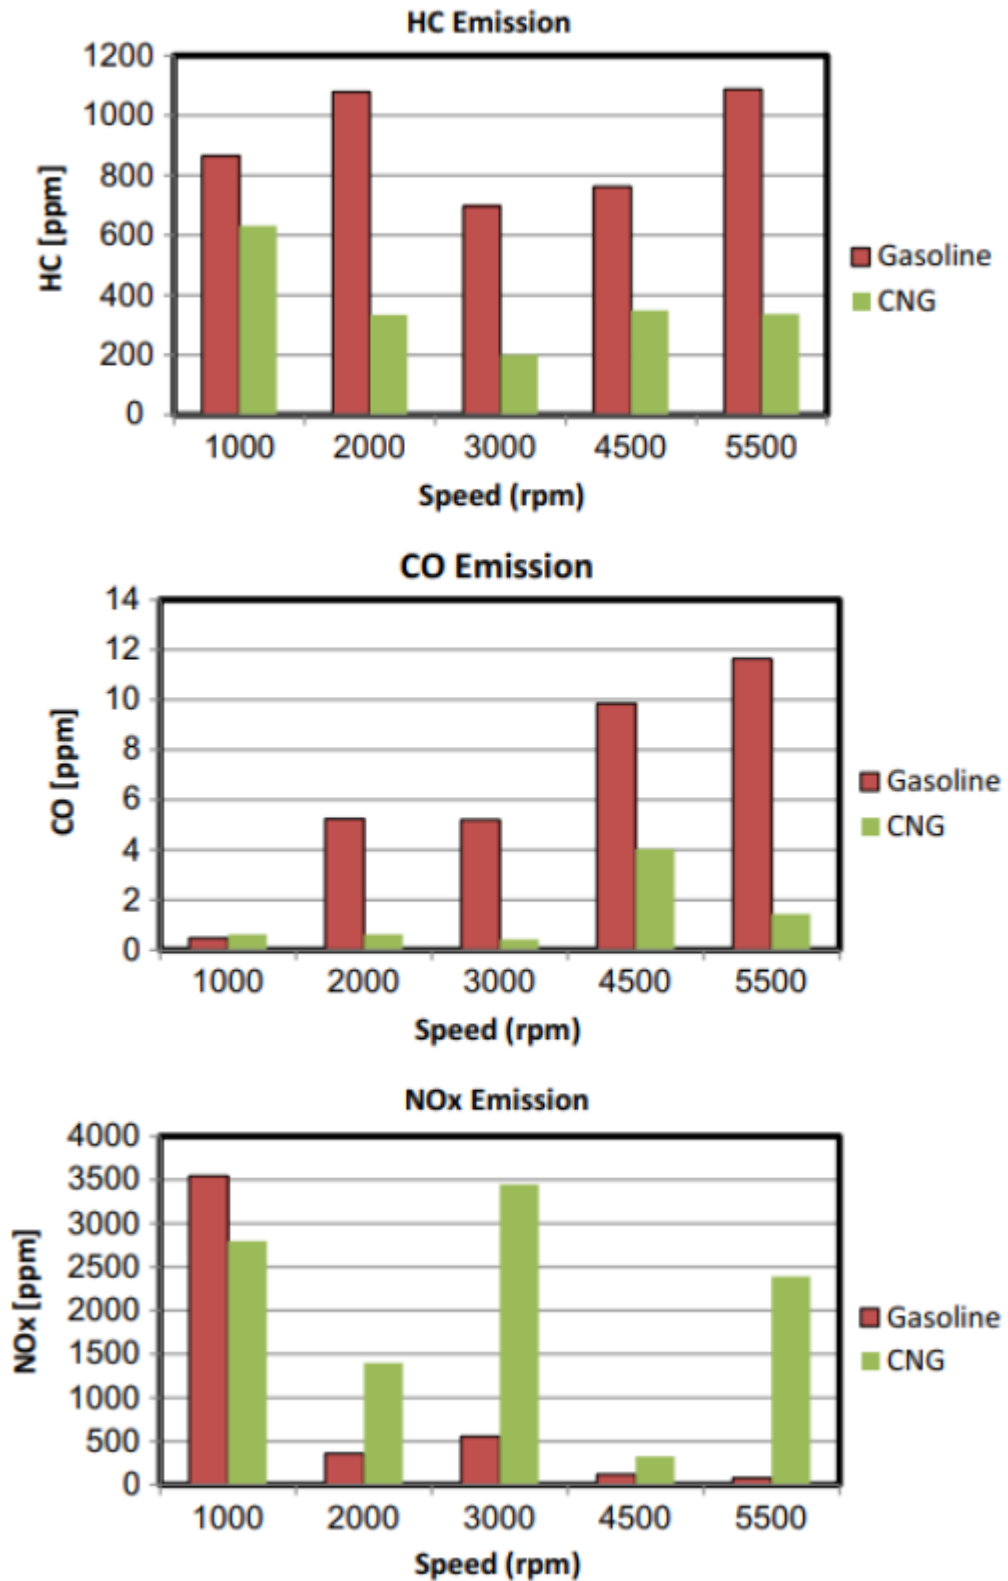 HC Emission
1200
1000
800
600
400
200
0
HC [ppm]
1000 2000 3000 4500 5500
Speed (rpm)
Gasoline
CNG
CO Emission
14
12
10
8
6
4
2
0
CO [ppm]
1000 2000 3000 4500 5500
Speed (rpm)
Gasoline
CNG
NOx Emission
4000
3500
3000
2500
2000
1500
1000
500
0
NOx [ppm]
1000 2000 3000 4500 5500
Speed (rpm)
Gasoline
CNG